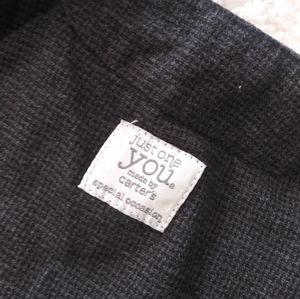 just one
you®
made by
carter's
special occasion